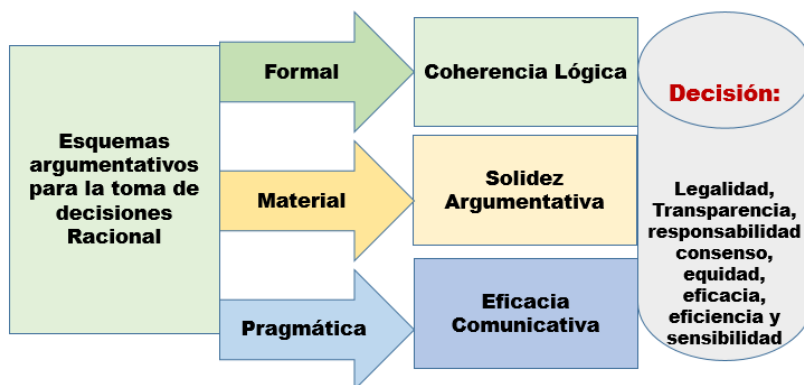 Esquemas
argumentativos
para la toma de
decisiones
Racional
Formal
Coherencia Lógica
Material
Solidez
Argumentativa
Pragmática
Eficacia
Comunicativa
Decisión:
Legalidad,
Transparencia,
responsabilidad
consenso,
equidad,
eficacia,
eficiencia y
sensibilidad